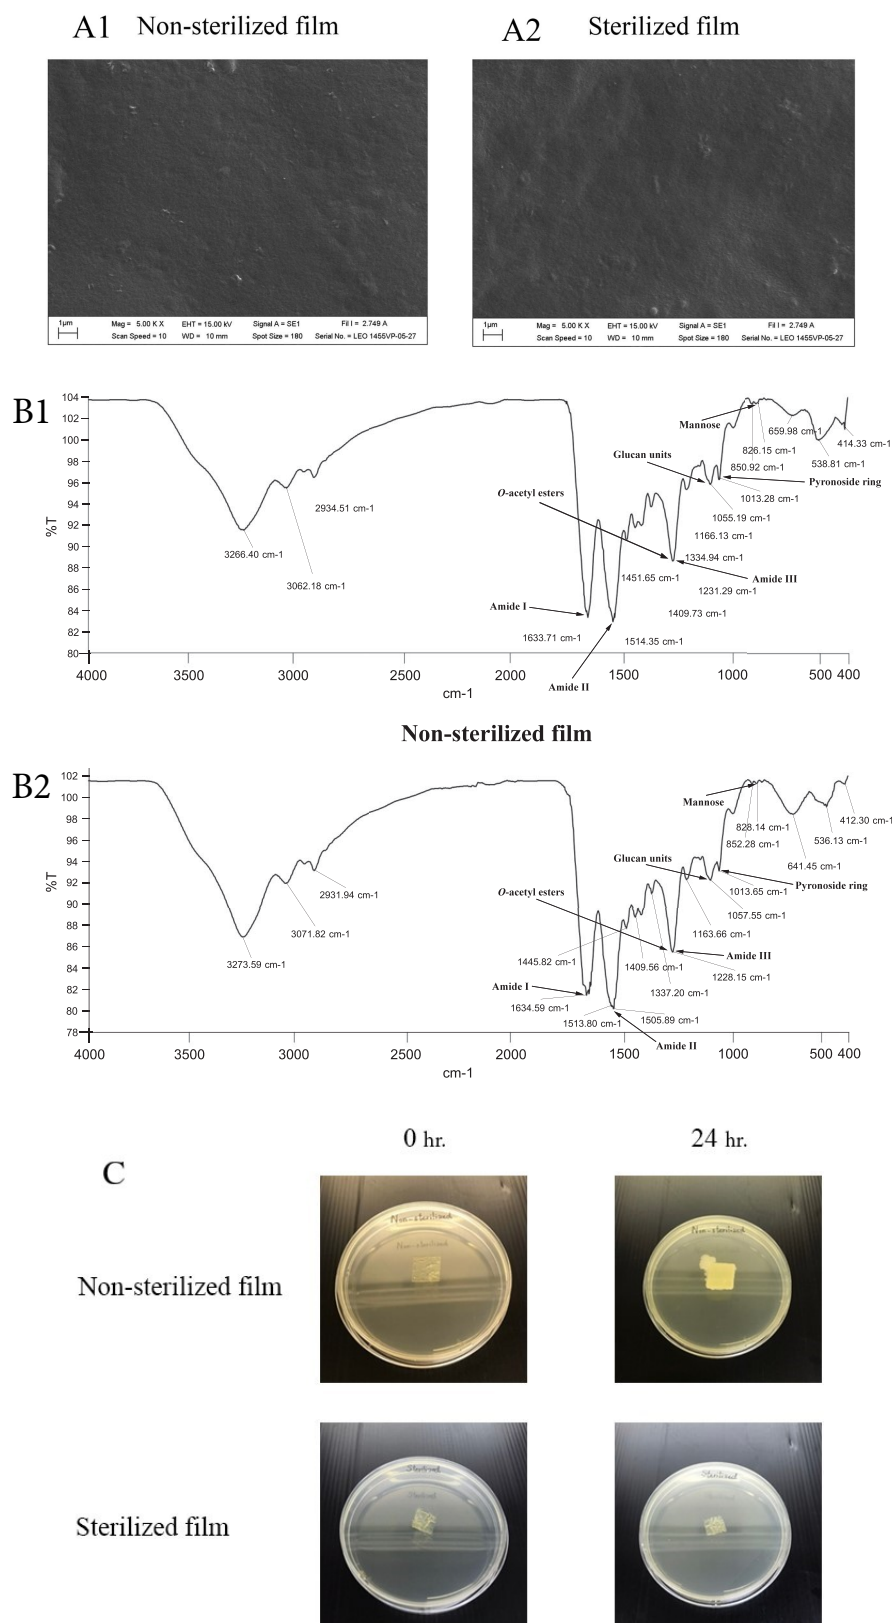 A1 Non-sterilized film
A2 Sterilized film
1µm
Mag = 5.00 K X EHT = 15.00 kV Signal A = SE1 Fil I = 2.749 A
Scan Speed = 10 WD = 10 mm Spot Size = 180 Serial No. = LEO 1455VP-05-27
1µm
Mag = 5.00 K X EHT = 15.00 kV Signal A = SE1 Fil I = 2.749 A
Scan Speed = 10 WD = 10 mm Spot Size = 180 Serial No. = LEO 1455VP-05-27
B1
104
102
100
98
96
94
92
90
88
86
84
82
80
%T
3266.40 cm-1
3062.18 cm-1
2934.51 cm-1
Amide I
1633.71 cm-1
Amide II
1514.35 cm-1
O-acetyl esters
1451.65 cm-1
1409.73 cm-1
1334.94 cm-1
Amide III
1231.29 cm-1
1166.13 cm-1
Glucan units
1055.19 cm-1
1013.28 cm-1
Pyronoside ring
Mannose
850.92 cm-1
826.15 cm-1
659.98 cm-1
538.81 cm-1
414.33 cm-1
4000 3500 3000 2500 2000 1500 1000 500 400
cm-1
Non-sterilized film
B2
102
100
98
96
94
92
90
88
86
84
82
80
78
%T
3273.59 cm-1
3071.82 cm-1
2931.94 cm-1
Amide I
1634.59 cm-1
1513.80 cm-1
1505.89 cm-1
Amide II
O-acetyl esters
1445.82 cm-1
1409.56 cm-1
1337.20 cm-1
Amide III
1228.15 cm-1
1163.66 cm-1
Glucan units
1057.55 cm-1
1013.65 cm-1
Pyronoside ring
Mannose
852.28 cm-1
828.14 cm-1
641.45 cm-1
536.13 cm-1
412.30 cm-1
4000 3500 3000 2500 2000 1500 1000 500 400
cm-1
C
0 hr. 24 hr.
Non-sterilized film
Non-sterilized
Non-sterilized
Non-sterilized
Sterilized film
Sterilized
Sterilized